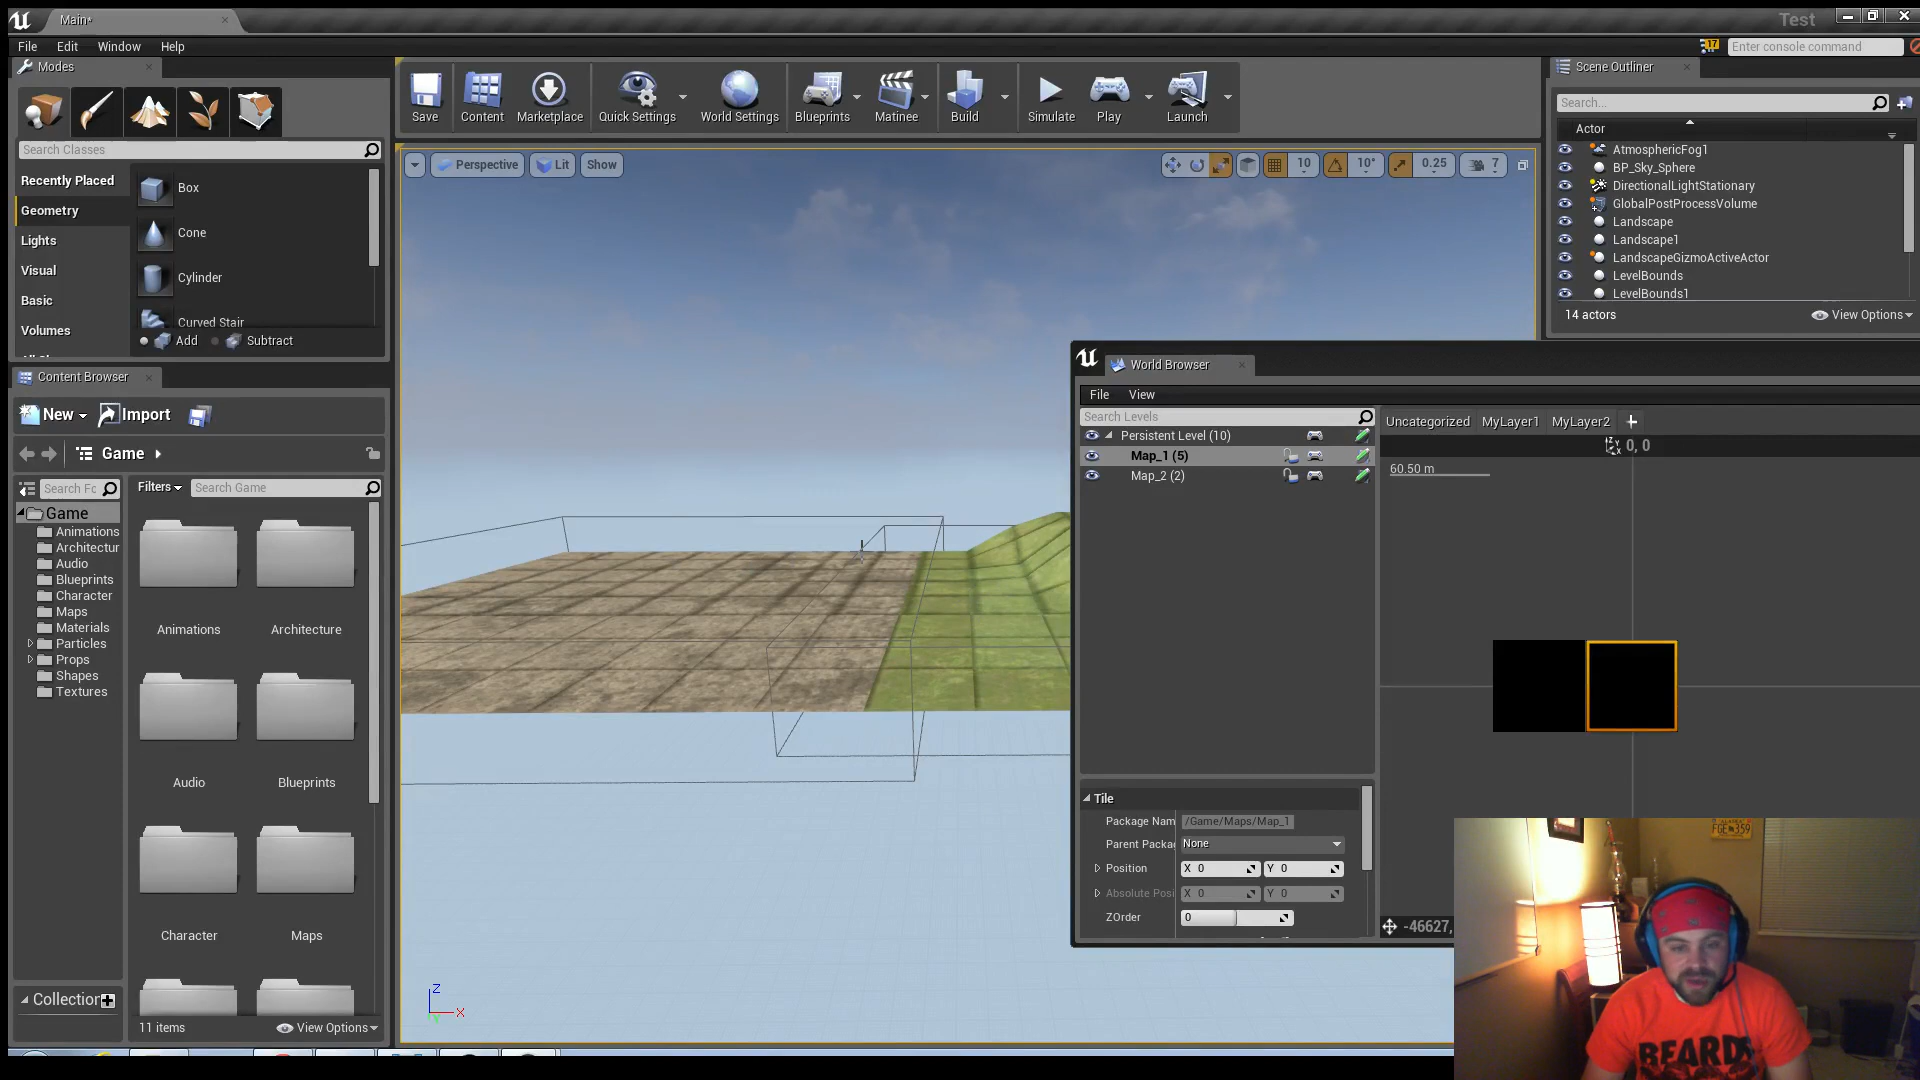 Main*
Test
File Edit Window Help
17
Enter console command
Modes
Search Classes
Recently Placed
Geometry
Lights
Visual
Basic
Volumes
Box
Cone
Cylinder
Curved Stair
Add Subtract
Save
Content
Marketplace
Quick Settings
World Settings
Blueprints
Matinee
Build
Simulate
Play
Launch
Perspective Lit Show
10 10° 0.25 7
Scene Outliner
Search...
Actor
AtmosphericFog1
BP_Sky_Sphere
DirectionalLightStationary
GlobalPostProcessVolume
Landscape
Landscape1
LandscapeGizmoActiveActor
LevelBounds
LevelBounds1
14 actors
View Options
Content Browser
New Import
Game
Search Fc
Filters
Search Game
Game
Animations
Architectur
Audio
Blueprints
Character
Maps
Materials
Particles
Props
Shapes
Textures
Animations
Architecture
Audio
Blueprints
Character
Maps
Collection
11 items
View Options
Z
X
Y
World Browser
File View
Search Levels
Persistent Level (10)
Map_1 (5)
Map_2 (2)
Uncategorized MyLayer1 MyLayer2
0, 0
60.50 m
Tile
Package Nam /Game/Maps/Map_1
Parent Packa None
Position X 0 Y 0
Absolute Posi X 0 Y 0
ZOrder 0
-46627,
FGE 359
BEARDS